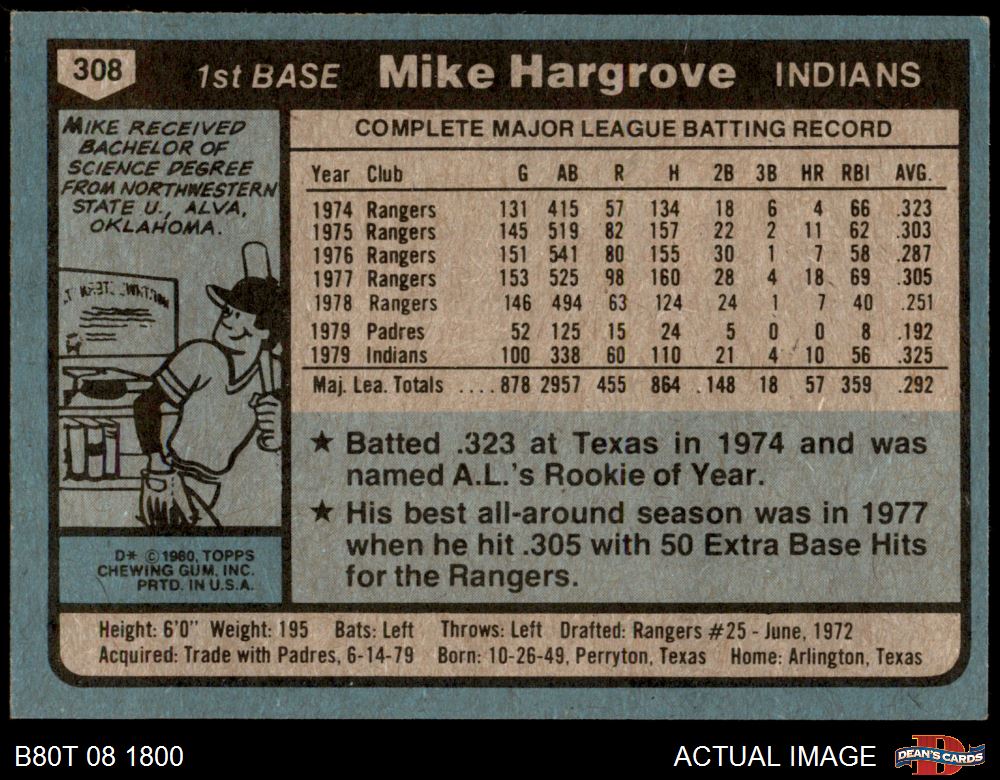 308 1st BASE Mike Hargrove INDIANS
MIKE RECEIVED
BACHELOR OF
SCIENCE DEGREE
FROM NORTHWESTERN
STATE U., ALVA,
OKLAHOMA.
D* © 1980, TOPPS
CHEWING GUM, INC.
PRTD. IN U.S.A.
COMPLETE MAJOR LEAGUE BATTING RECORD
Year Club G AB R H 2B 3B HR RBI AVG.
1974 Rangers 131 415 57 134 18 6 4 66 .323
1975 Rangers 145 519 82 157 22 2 11 62 .303
1976 Rangers 151 541 80 155 30 1 7 58 .287
1977 Rangers 153 525 98 160 28 4 18 69 .305
1978 Rangers 146 494 63 124 24 1 7 40 .251
1979 Padres 52 125 15 24 5 0 0 8 .192
1979 Indians 100 338 60 110 21 4 10 56 .325
Maj. Lea. Totals ....878 2957 455 864 148 18 57 359 .292
★ Batted .323 at Texas in 1974 and was
named A.L.'s Rookie of Year.
★ His best all-around season was in 1977
when he hit .305 with 50 Extra Base Hits
for the Rangers.
Height: 6'0" Weight: 195 Bats: Left Throws: Left Drafted: Rangers #25 - June, 1972
Acquired: Trade with Padres, 6-14-79 Born: 10-26-49, Perryton, Texas Home: Arlington, Texas
B80T 08 1800 ACTUAL IMAGE DEAN'S CARDS